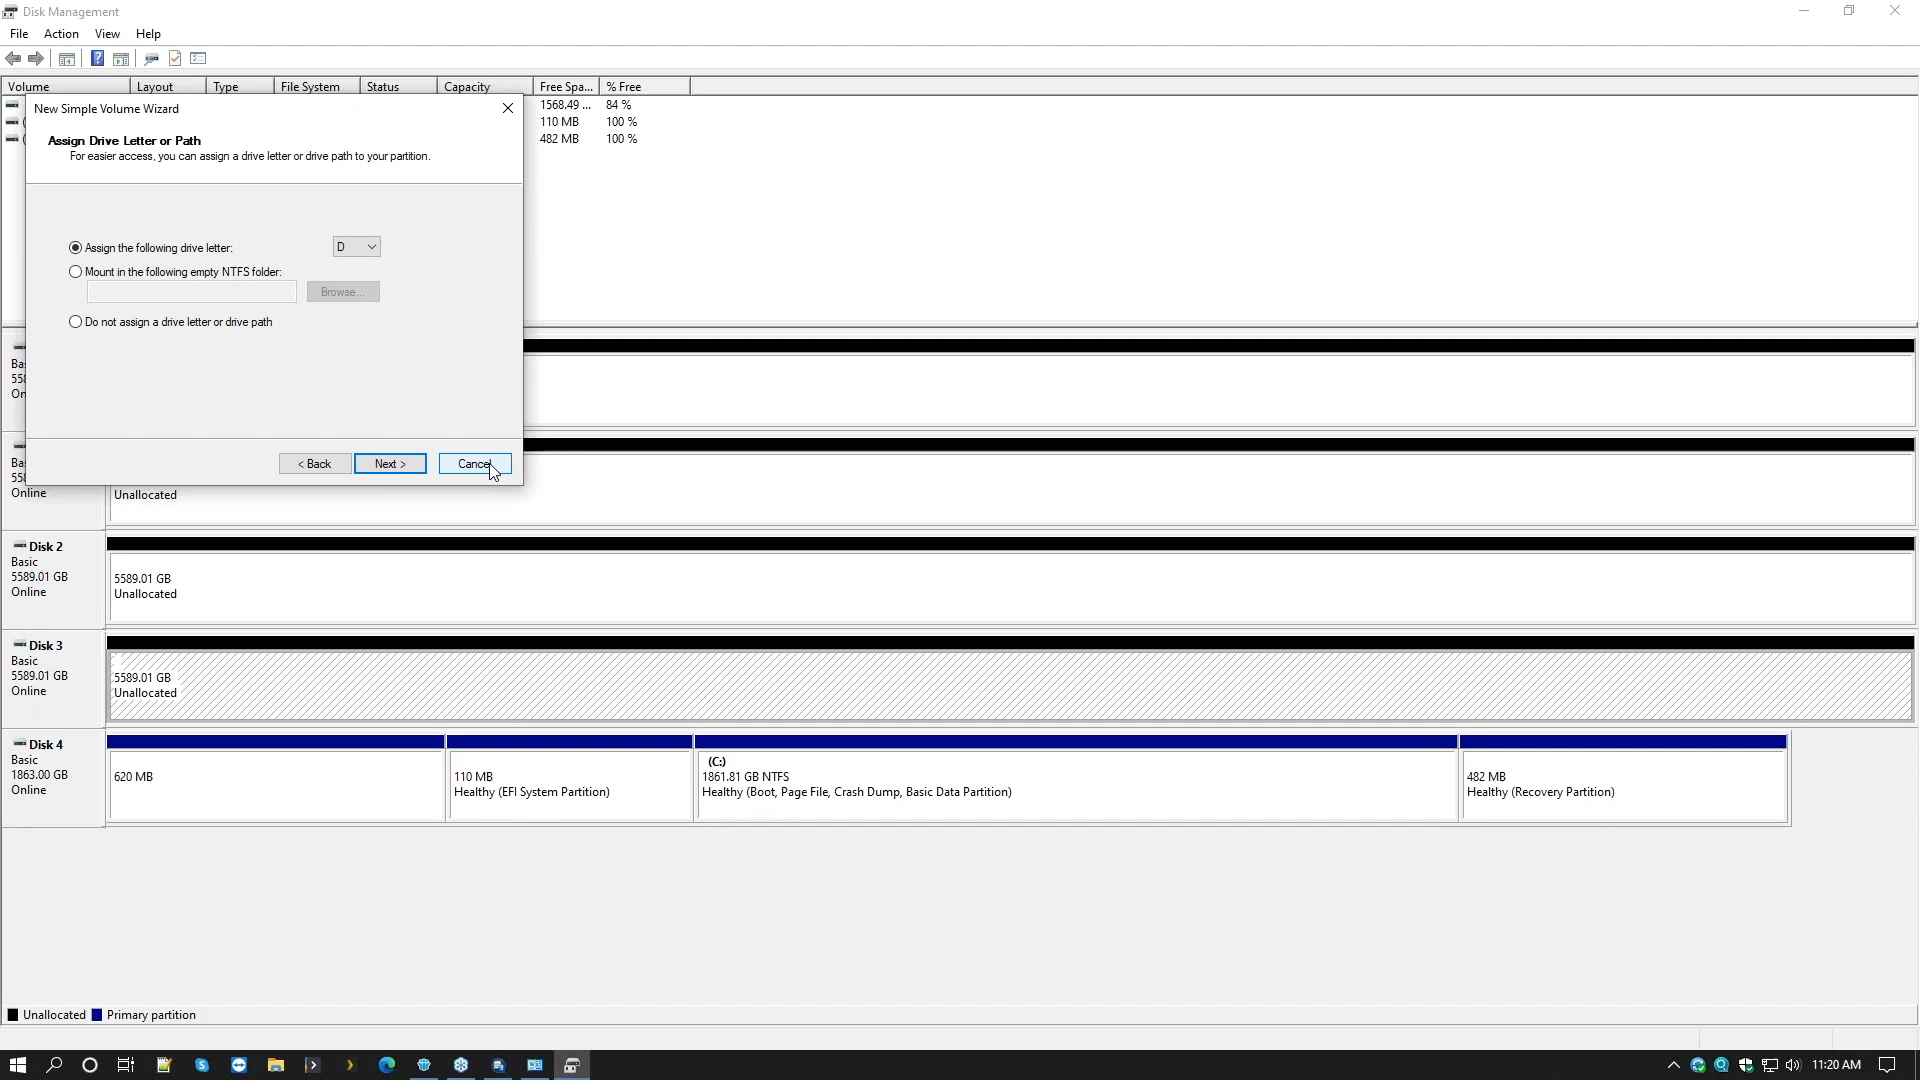 Disk Management
File Action View Help
Volume Layout Type File System Status Capacity Free Spa... % Free
1568.49 ... 84 %
110 MB 100 %
482 MB 100 %
New Simple Volume Wizard
Assign Drive Letter or Path
For easier access, you can assign a drive letter or drive path to your partition.
Assign the following drive letter: D
Mount in the following empty NTFS folder:
Browse...
Do not assign a drive letter or drive path
< Back Next > Cancel
Online
Unallocated
Disk 2
Basic
5589.01 GB
Online
5589.01 GB
Unallocated
Disk 3
Basic
5589.01 GB
Online
5589.01 GB
Unallocated
Disk 4
Basic
1863.00 GB
Online
620 MB
110 MB
Healthy (EFI System Partition)
(C:)
1861.81 GB NTFS
Healthy (Boot, Page File, Crash Dump, Basic Data Partition)
482 MB
Healthy (Recovery Partition)
Unallocated Primary partition
11:20 AM